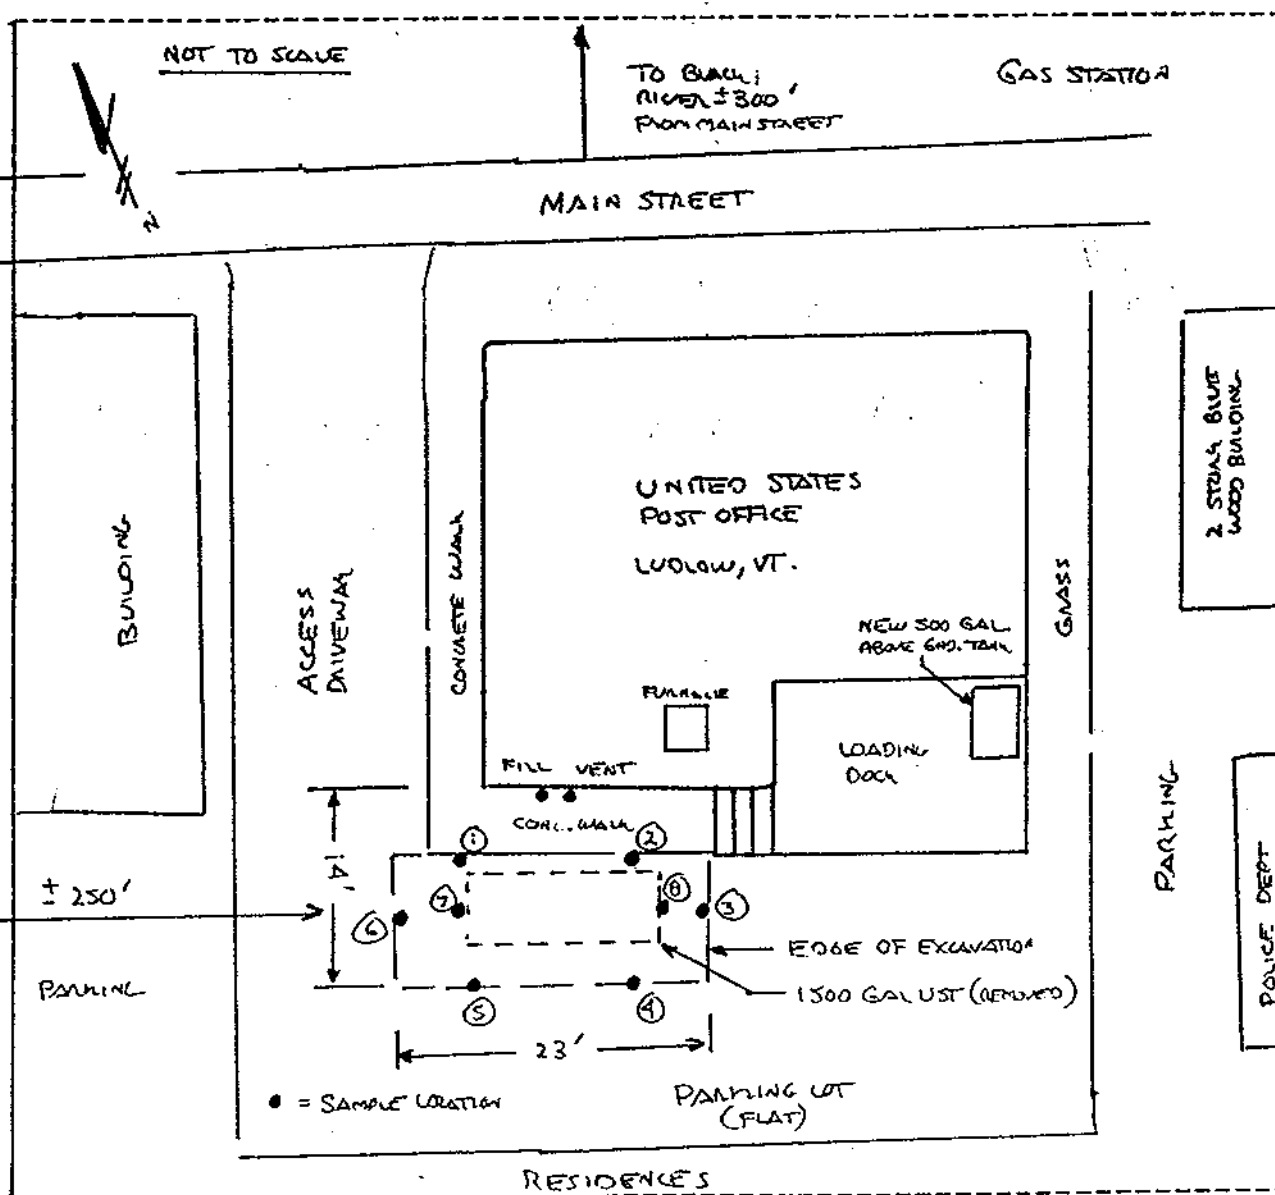 NOT TO SCALE
TO BLACK
RIVER ±300'
FROM MAIN STREET
GAS STATION
N
MAIN STREET
BUILDING
ACCESS
DRIVEWAY
CONCRETE WALK
UNITED STATES
POST OFFICE
LUDLOW, VT.
GRASS
2 STORY BLUE
WOOD BUILDING
NEW 500 GAL.
ABOVE GND. TANK
FURNACE
LOADING
DOCK
FILL VENT
CONC. WALK
1
2
14'
± 250'
6
7
8
3
PARKING
EDGE OF EXCAVATION
1500 GAL UST (REMOVED)
5
4
23'
PARKING
POLICE DEPT
● = SAMPLE LOCATION
PARKING LOT
(FLAT)
RESIDENCES